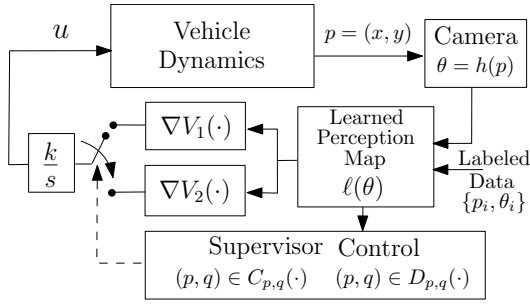 u
Vehicle
Dynamics
p = (x, y)
Camera
θ = h(p)
k
s
∇V₁(·)
∇V₂(·)
Learned
Perception
Map
ℓ(θ)
Labeled
Data
{pᵢ, θᵢ}
Supervisor Control
(p, q) ∈ C_{p,q}(·) (p, q) ∈ D_{p,q}(·)